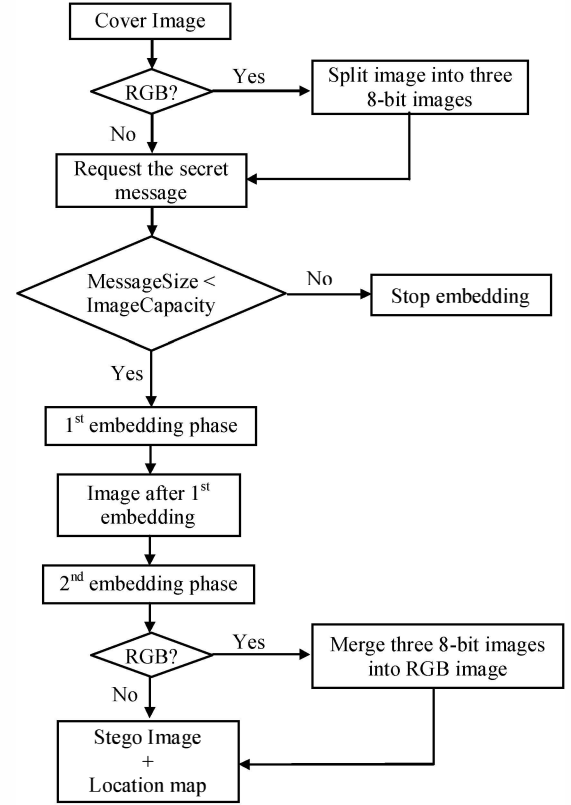 Cover Image
RGB?
Yes
Split image into three
8-bit images
No
Request the secret
message
MessageSize <
ImageCapacity
No
Stop embedding
Yes
1st embedding phase
Image after 1st
embedding
2nd embedding phase
RGB?
Yes
Merge three 8-bit images
into RGB image
No
Stego Image
+
Location map